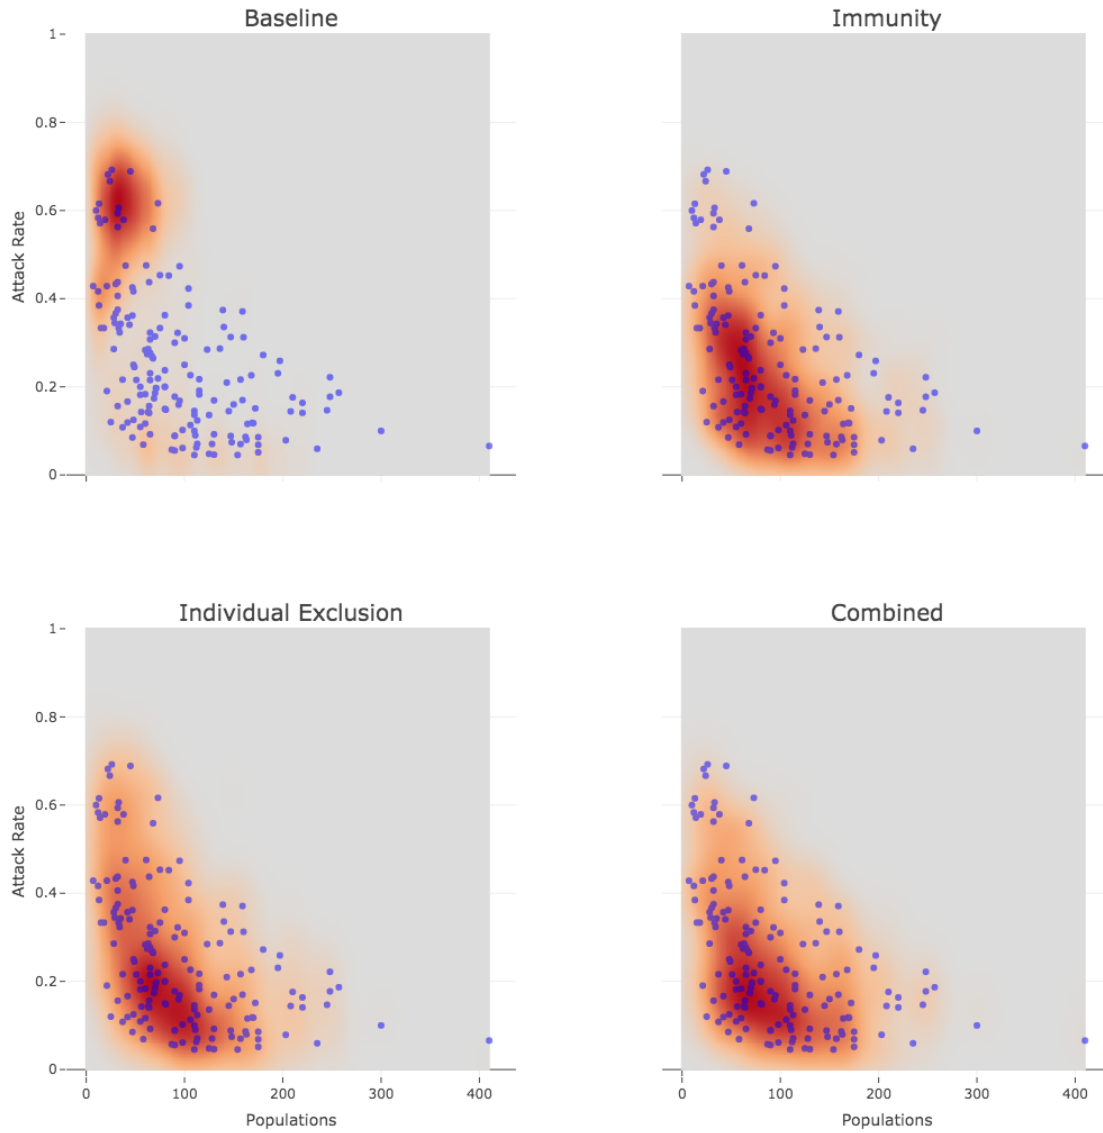 Baseline
Immunity
1
0.8
0.6
0.4
0.2
0
Attack Rate
Individual Exclusion
Combined
1
0.8
0.6
0.4
0.2
0
Attack Rate
0 100 200 300 400
0 100 200 300 400
Populations
Populations